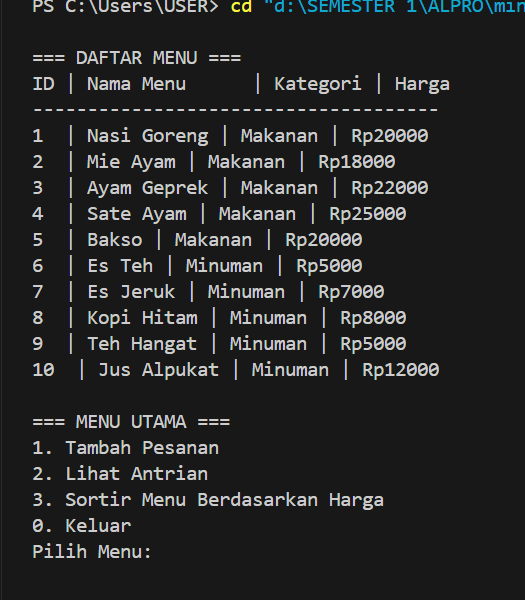 PS C:\Users\USER> cd "d:\SEMESTER 1\ALPRO\min
=== DAFTAR MENU ===
ID | Nama Menu      | Kategori | Harga
-------------------------------------
1  | Nasi Goreng | Makanan | Rp20000
2  | Mie Ayam | Makanan | Rp18000
3  | Ayam Geprek | Makanan | Rp22000
4  | Sate Ayam | Makanan | Rp25000
5  | Bakso | Makanan | Rp20000
6  | Es Teh | Minuman | Rp5000
7  | Es Jeruk | Minuman | Rp7000
8  | Kopi Hitam | Minuman | Rp8000
9  | Teh Hangat | Minuman | Rp5000
10  | Jus Alpukat | Minuman | Rp12000
=== MENU UTAMA ===
1. Tambah Pesanan
2. Lihat Antrian
3. Sortir Menu Berdasarkan Harga
0. Keluar
Pilih Menu: